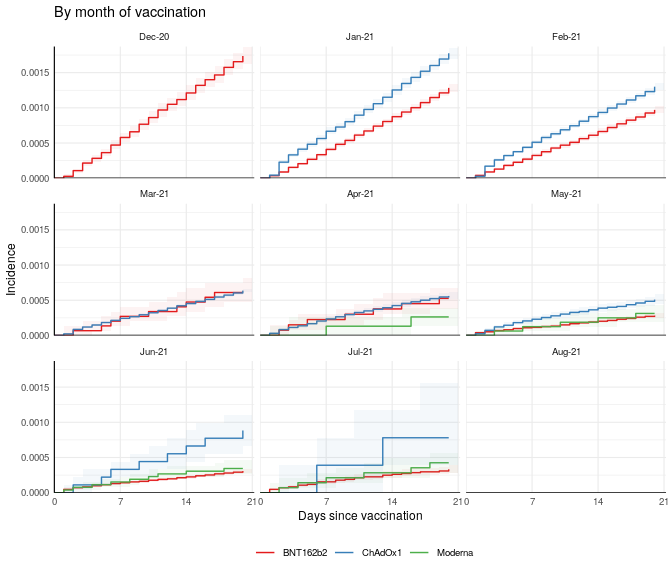 By month of vaccination
Dec-20 Jan-21 Feb-21
0.0015
0.0010
0.0005
0.0000
Mar-21 Apr-21 May-21
0.0015
0.0010
0.0005
0.0000
Incidence
Jun-21 Jul-21 Aug-21
0.0015
0.0010
0.0005
0.0000
0 7 14 21 0 7 14 21 0 7 14 21
Days since vaccination
BNT162b2 ChAdOx1 Moderna